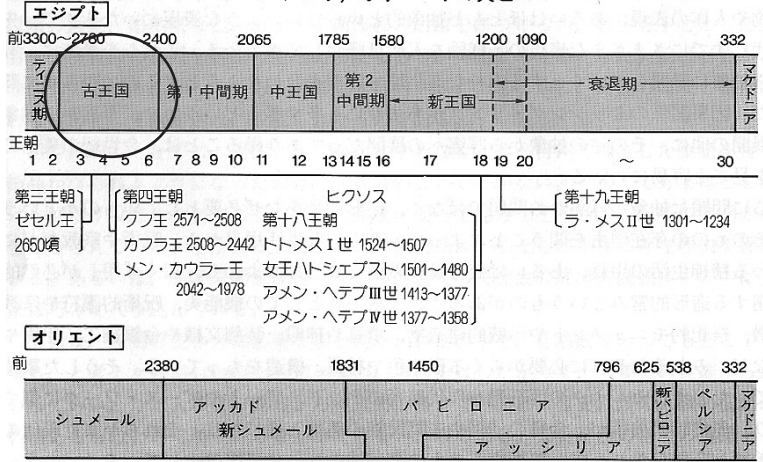 エジプト
前3300~2780 2400 2065 1785 1580 1200 1090 332
ティニス期 古王国 第1中間期 中王国 第2中間期 新王国 衰退期 マケドニア
王朝
1 2 3 4 5 6 7 8 9 10 11 12 13 14 15 16 17 18 19 20 ~ 30
第三王朝
ゼセル王
2650頃
第四王朝
クフ王 2571~2508
カフラ王 2508~2442
メン・カウラー王
2042~1978
ヒクソス
第十八王朝
トトメスⅠ世 1524~1507
女王ハトシェプスト 1501~1480
アメン・ヘテプⅢ世 1413~1377
アメン・ヘテプⅣ世 1377~1358
第十九王朝
ラ・メスⅡ世 1301~1234
オリエント
前 2380 1831 1450 796 625 538 332
シュメール アッカド 新シュメール バビロニア アッシリア 新バビロニア ペルシア マケドニア